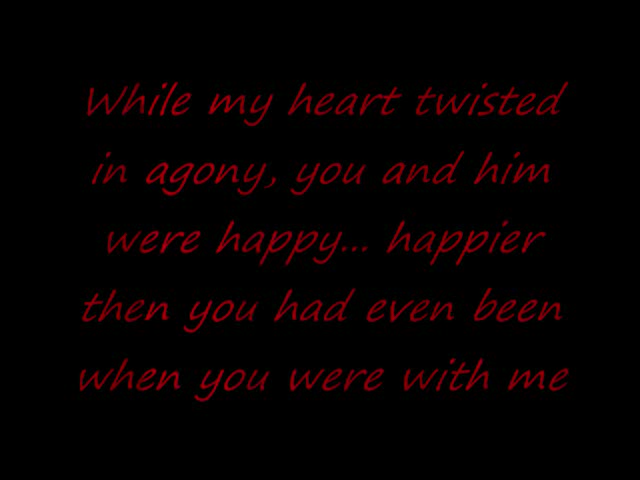 While my heart twisted
in agony, you and him
were happy... happier
then you had even been
when you were with me